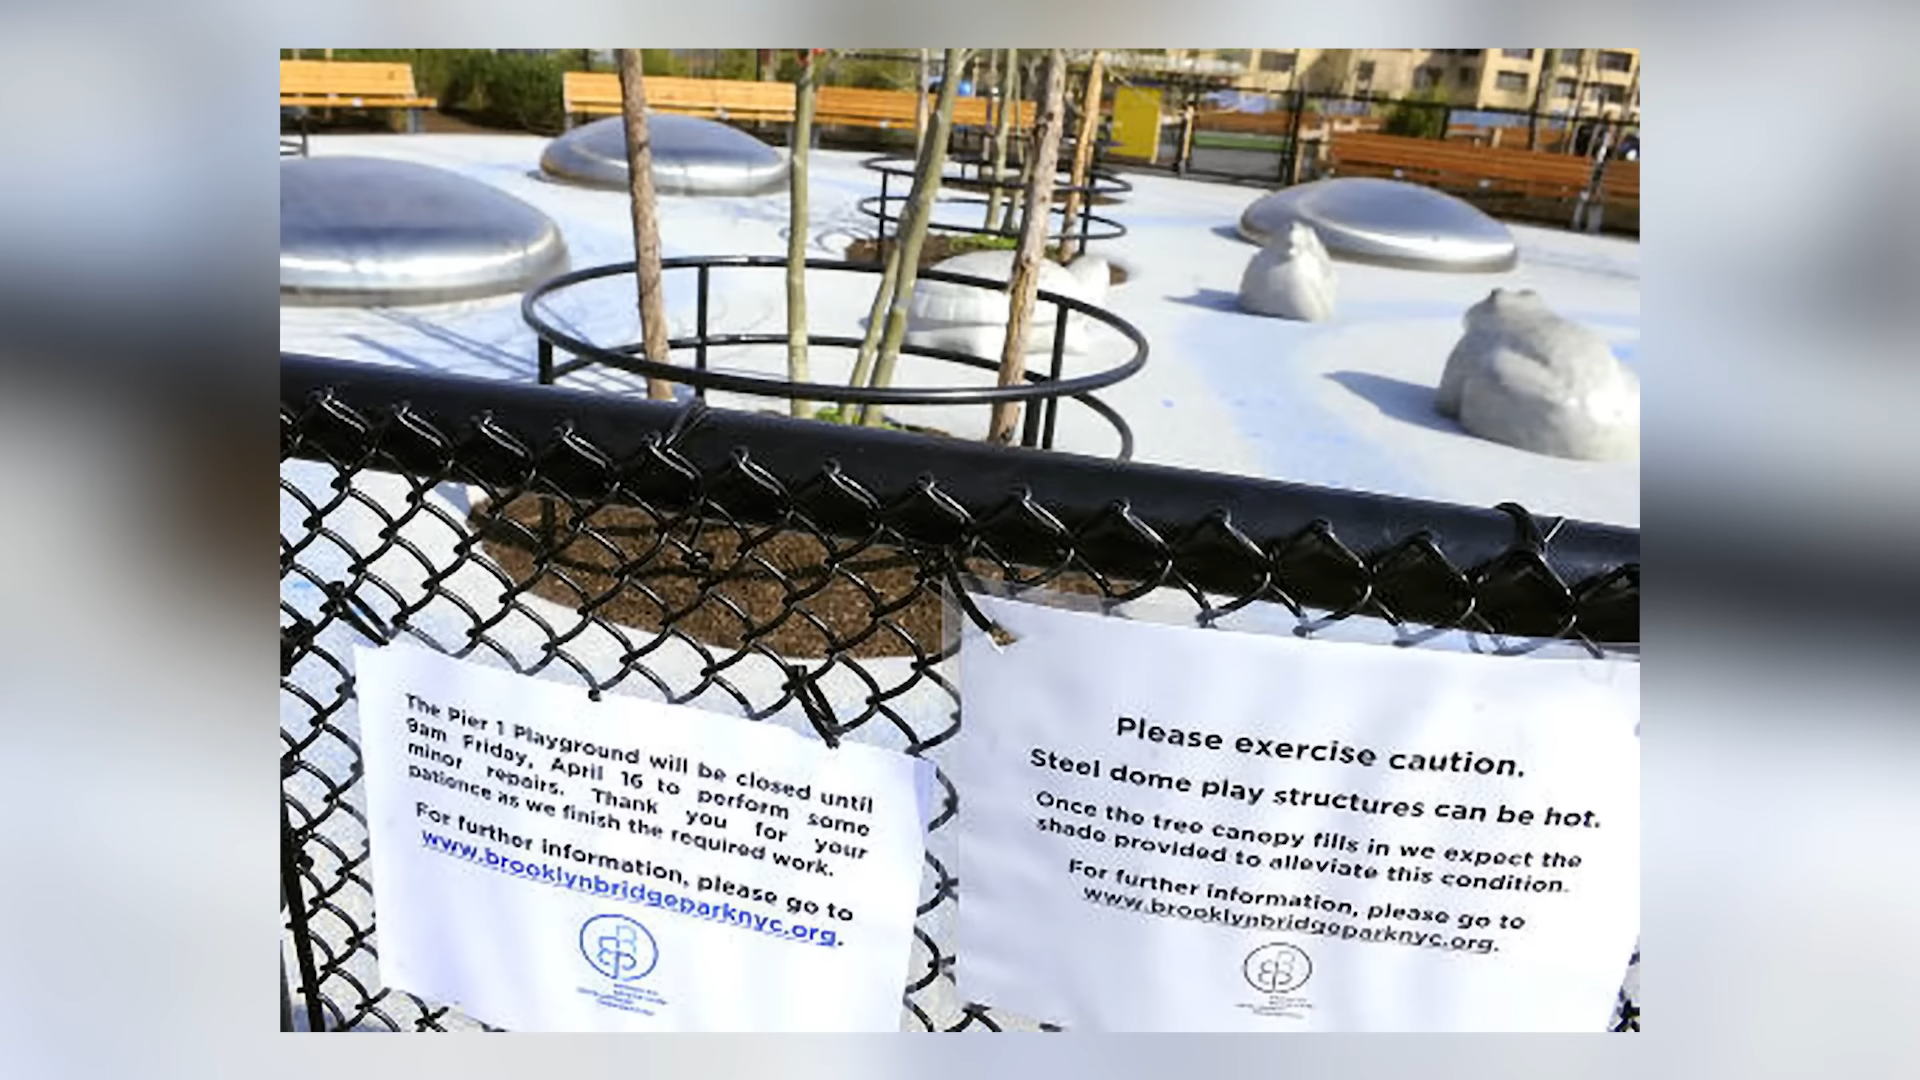 The Pier 1 Playground will be closed until
9am Friday, April 16 to perform some
minor repairs. Thank you for your
patience as we finish the required work.
For further information, please go to
www.brooklynbridgeparknyc.org.
Please exercise caution.
Steel dome play structures can be hot.
Once the tree canopy fills in we expect the
shade provided to alleviate this condition.
For further information, please go to
www.brooklynbridgeparknyc.org.